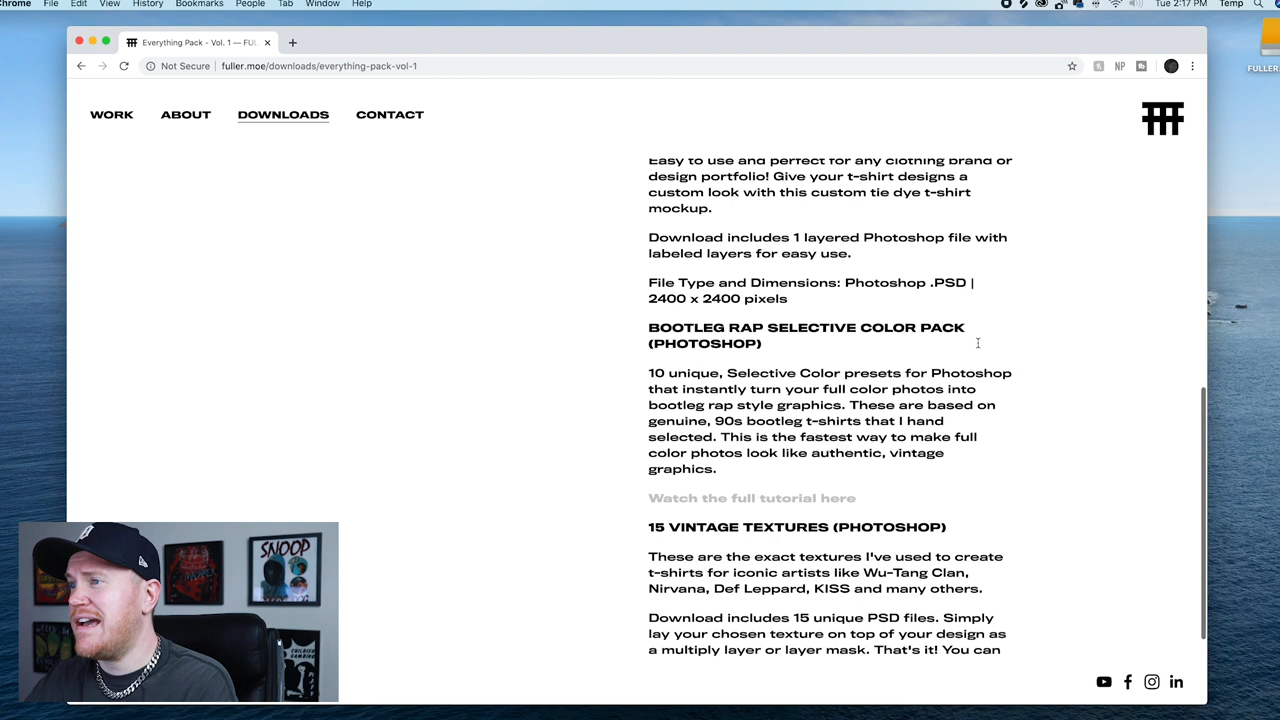 Chrome File Edit View History Bookmarks People Tab Window Help Tue 2:17 PM Temp
Everything Pack - Vol. 1 — FUL
Not Secure fuller.moe/downloads/everything-pack-vol-1 NP
FULLER.
WORK ABOUT DOWNLOADS CONTACT
Easy to use and perfect for any clothing brand or
design portfolio! Give your t-shirt designs a
custom look with this custom tie dye t-shirt
mockup.
Download includes 1 layered Photoshop file with
labeled layers for easy use.
File Type and Dimensions: Photoshop .PSD |
2400 x 2400 pixels
BOOTLEG RAP SELECTIVE COLOR PACK
(PHOTOSHOP)
10 unique, Selective Color presets for Photoshop
that instantly turn your full color photos into
bootleg rap style graphics. These are based on
genuine, 90s bootleg t-shirts that I hand
selected. This is the fastest way to make full
color photos look like authentic, vintage
graphics.
Watch the full tutorial here
15 VINTAGE TEXTURES (PHOTOSHOP)
These are the exact textures I've used to create
t-shirts for iconic artists like Wu-Tang Clan,
Nirvana, Def Leppard, KISS and many others.
Download includes 15 unique PSD files. Simply
lay your chosen texture on top of your design as
a multiply layer or layer mask. That's it! You can
SNOOP
CHILDISH
GAMBINO